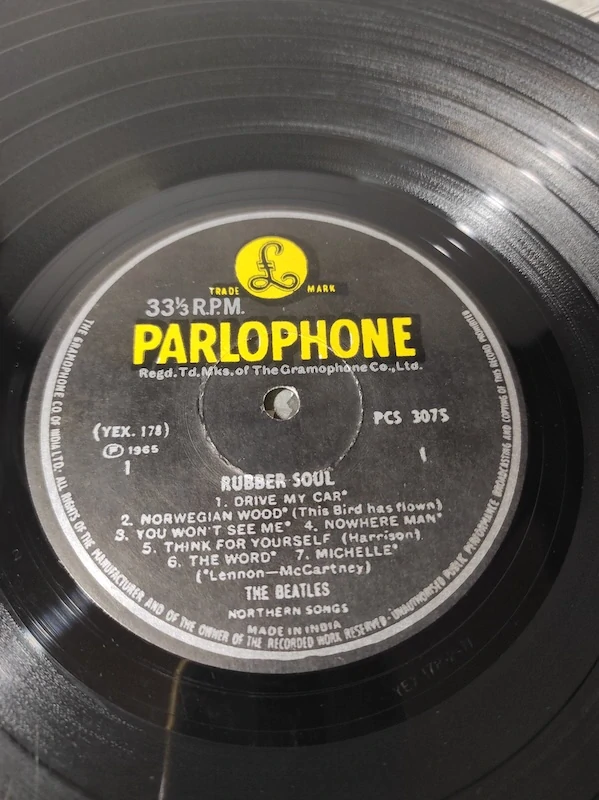 £
TRADE MARK
33⅓ R.P.M.
PARLOPHONE
Regd. Td. Mks. of The Gramophone Co., Ltd.
(YEX. 178)
PCS 3075
Ⓟ 1965
1
1
RUBBER SOUL
1. DRIVE MY CAR*
2. NORWEGIAN WOOD* (This Bird has flown)
3. YOU WON'T SEE ME* 4. NOWHERE MAN*
5. THINK FOR YOURSELF (Harrison)
6. THE WORD* 7. MICHELLE*
(*Lennon—McCartney)
THE BEATLES
NORTHERN SONGS
MADE IN INDIA
THE GRAMOPHONE CO OF INDIA LTD. ALL RIGHTS OF THE MANUFACTURER AND OF THE OWNER OF THE RECORDED WORK RESERVED · UNAUTHORISED PUBLIC PERFORMANCE BROADCASTING AND COPYING OF THIS RECORD PROHIBITED